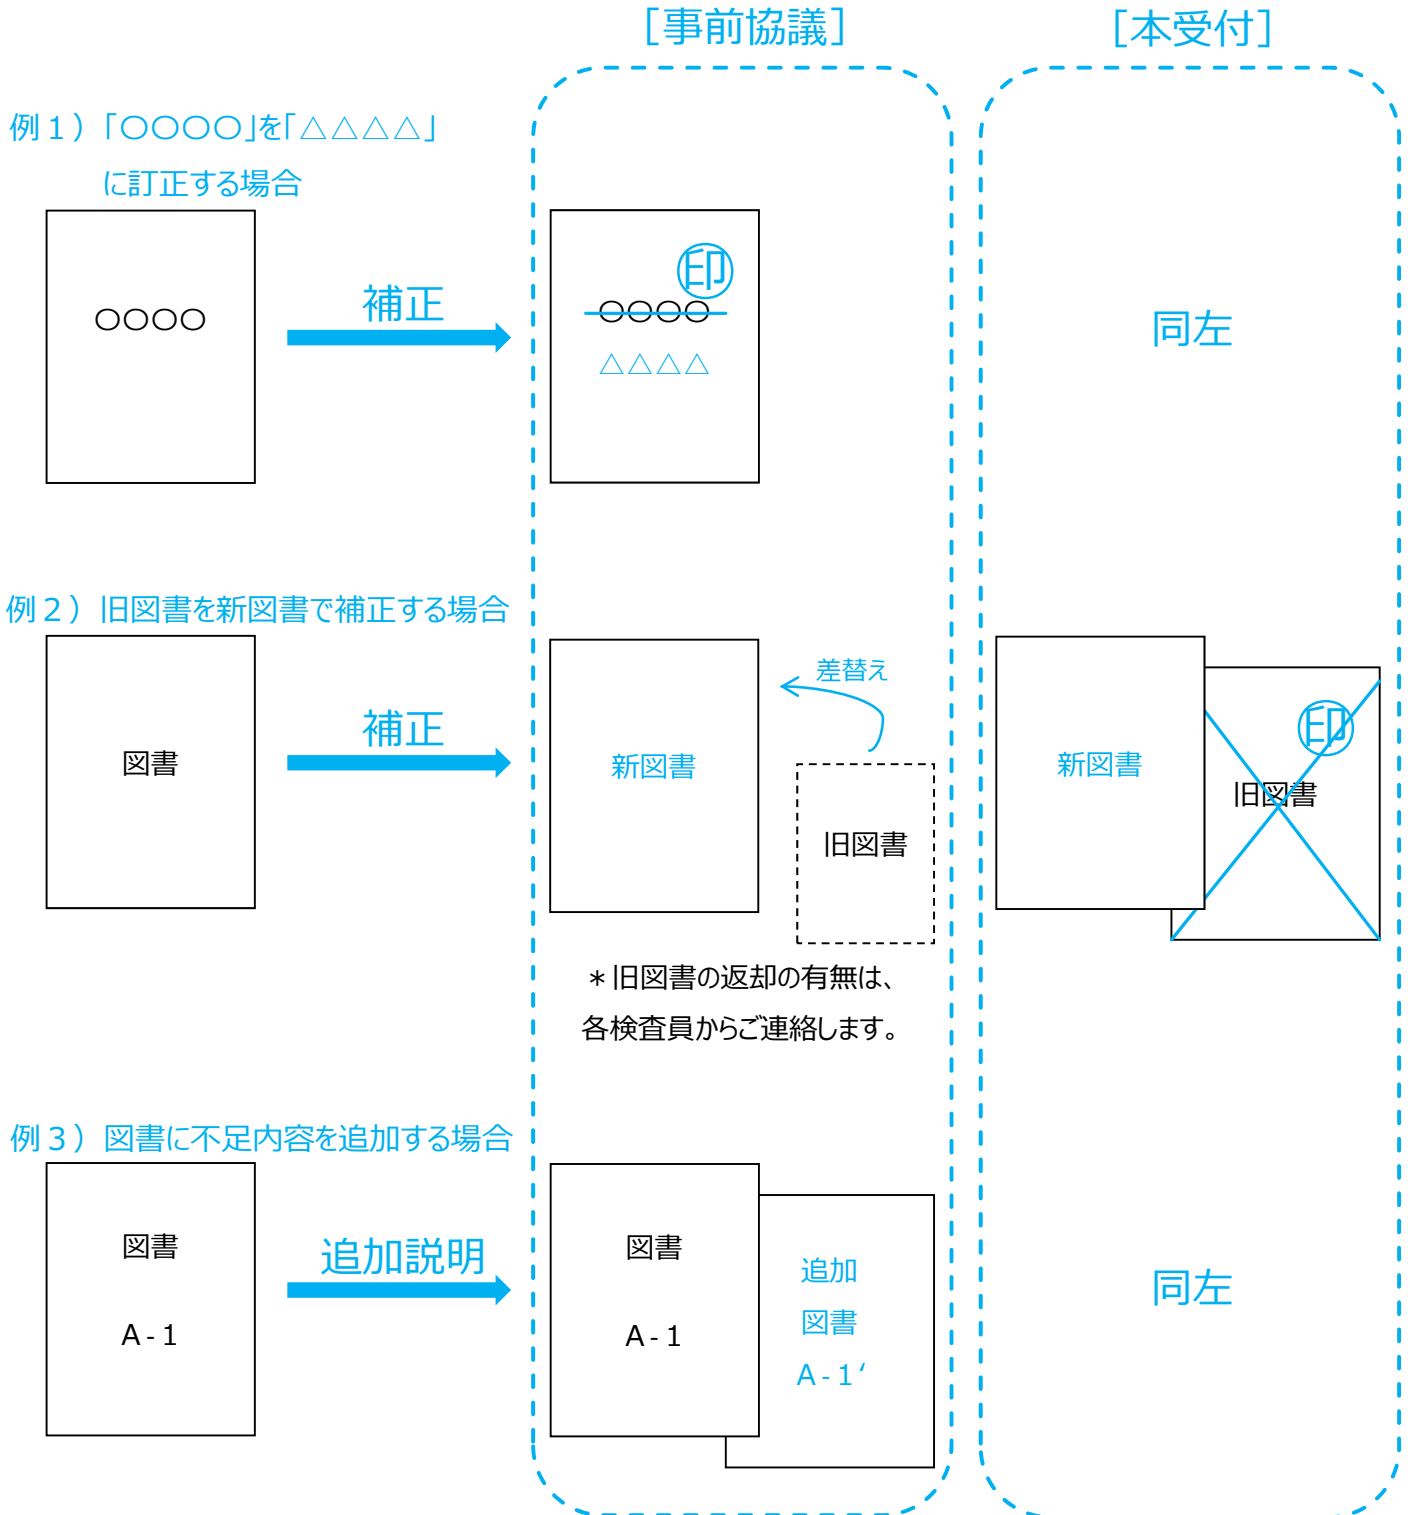 ［事前協議］
［本受付］
例１）「〇〇〇〇」を「△△△△」
に訂正する場合
〇〇〇〇
補正
印
〇〇〇〇
△△△△
同左
例２）旧図書を新図書で補正する場合
図書
補正
新図書
差替え
旧図書
＊旧図書の返却の有無は、
各検査員からご連絡します。
新図書
印
旧図書
例３）図書に不足内容を追加する場合
図書
Ａ-１
追加説明
図書
Ａ-１
追加
図書
Ａ-１‘
同左